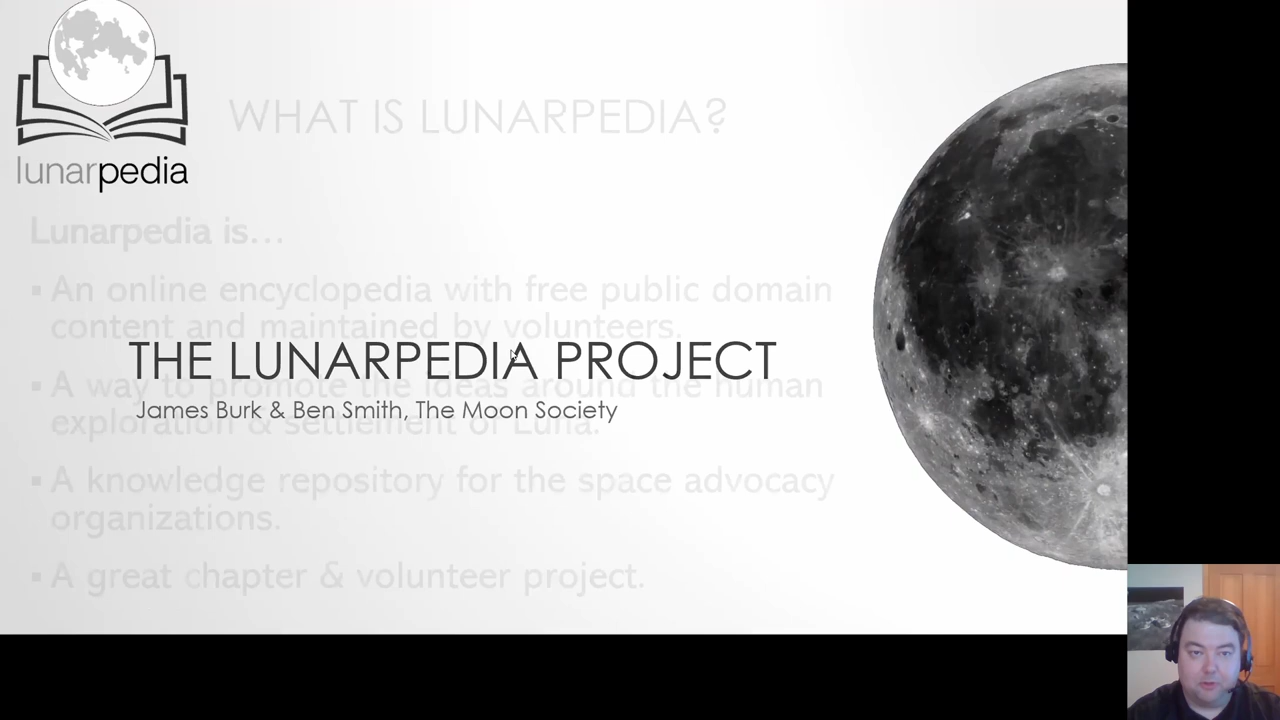 lunarpedia
WHAT IS LUNARPEDIA?
Lunarpedia is...
▪ An online encyclopedia with free public domain
content and maintained by volunteers.
THE LUNARPEDIA PROJECT
▪ A way to promote the ideas around the human
James Burk & Ben Smith, The Moon Society
exploration & settlement of Luna.
▪ A knowledge repository for the space advocacy
organizations.
▪ A great chapter & volunteer project.